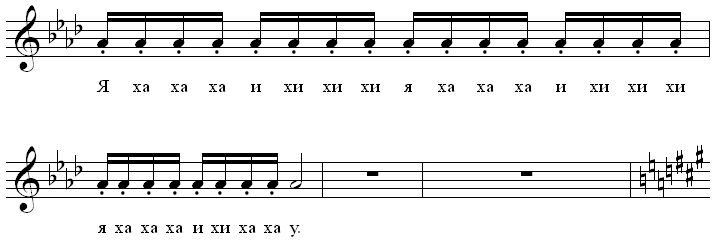 Я ха ха ха и хи хи хи я ха ха ха и хи хи хи
я ха ха ха и хи ха ха у.